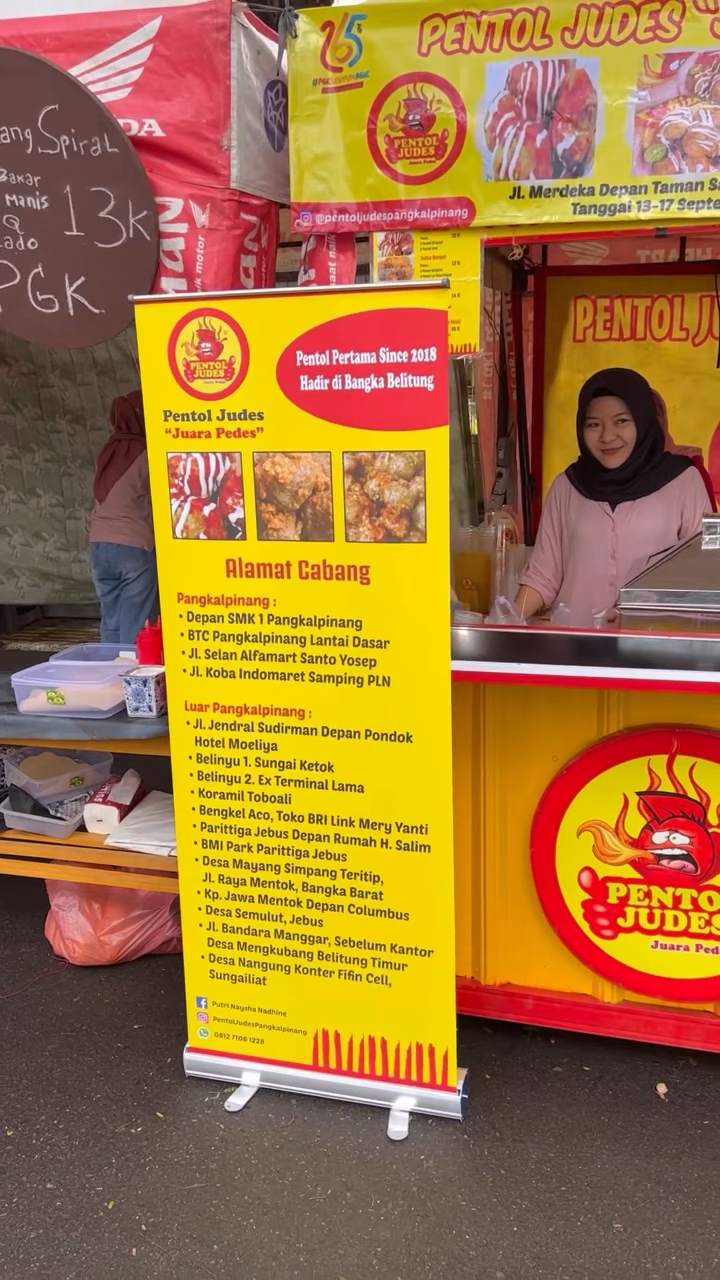 ang Spiral
Bakar
Manis
Q
ado
13k
PGK
DA
265
PENTOL JUDES
PENTOL
JUDES
Juara Pedes
Jl. Merdeka Depan Taman Sa
Tanggal 13-17 Septe
@pentoljudespangkalpinang
PENTOL JU
PENTOL
JUDES
Juara Pedes
Pentol Judes
"Juara Pedes"
Pentol Pertama Since 2018
Hadir di Bangka Belitung
Alamat Cabang
Pangkalpinang :
• Depan SMK 1 Pangkalpinang
• BTC Pangkalpinang Lantai Dasar
• Jl. Selan Alfamart Santo Yosep
• Jl. Koba Indomaret Samping PLN
Luar Pangkalpinang :
• Jl. Jendral Sudirman Depan Pondok
Hotel Moeliya
• Belinyu 1. Sungai Ketok
• Belinyu 2. Ex Terminal Lama
• Koramil Toboali
• Bengkel Aco, Toko BRI Link Mery Yanti
• Parittiga Jebus Depan Rumah H. Salim
• BMI Park Parittiga Jebus
• Desa Mayang Simpang Teritip,
Jl. Raya Mentok, Bangka Barat
• Kp. Jawa Mentok Depan Columbus
• Desa Semulut, Jebus
• Jl. Bandara Manggar, Sebelum Kantor
Desa Mengkubang Belitung Timur
• Desa Nangung Konter Fifin Cell,
Sungailiat
Putri Naysha Nadhine
PentolJudesPangkalpinang
0812 7106 1228
PENTO
JUDES
Juara Ped